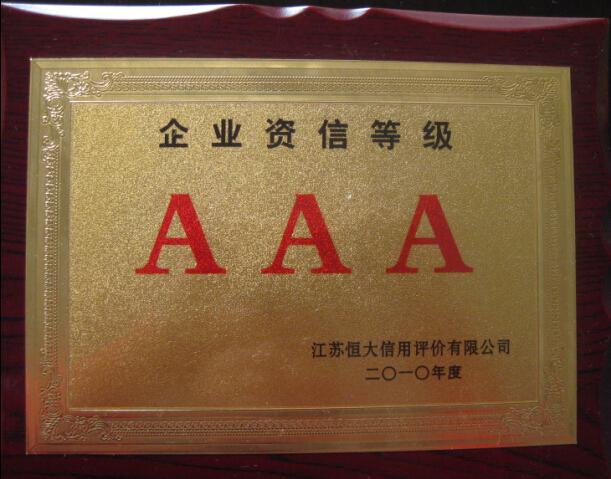 企业资信等级
AAA
江苏恒大信用评价有限公司
二〇一〇年度